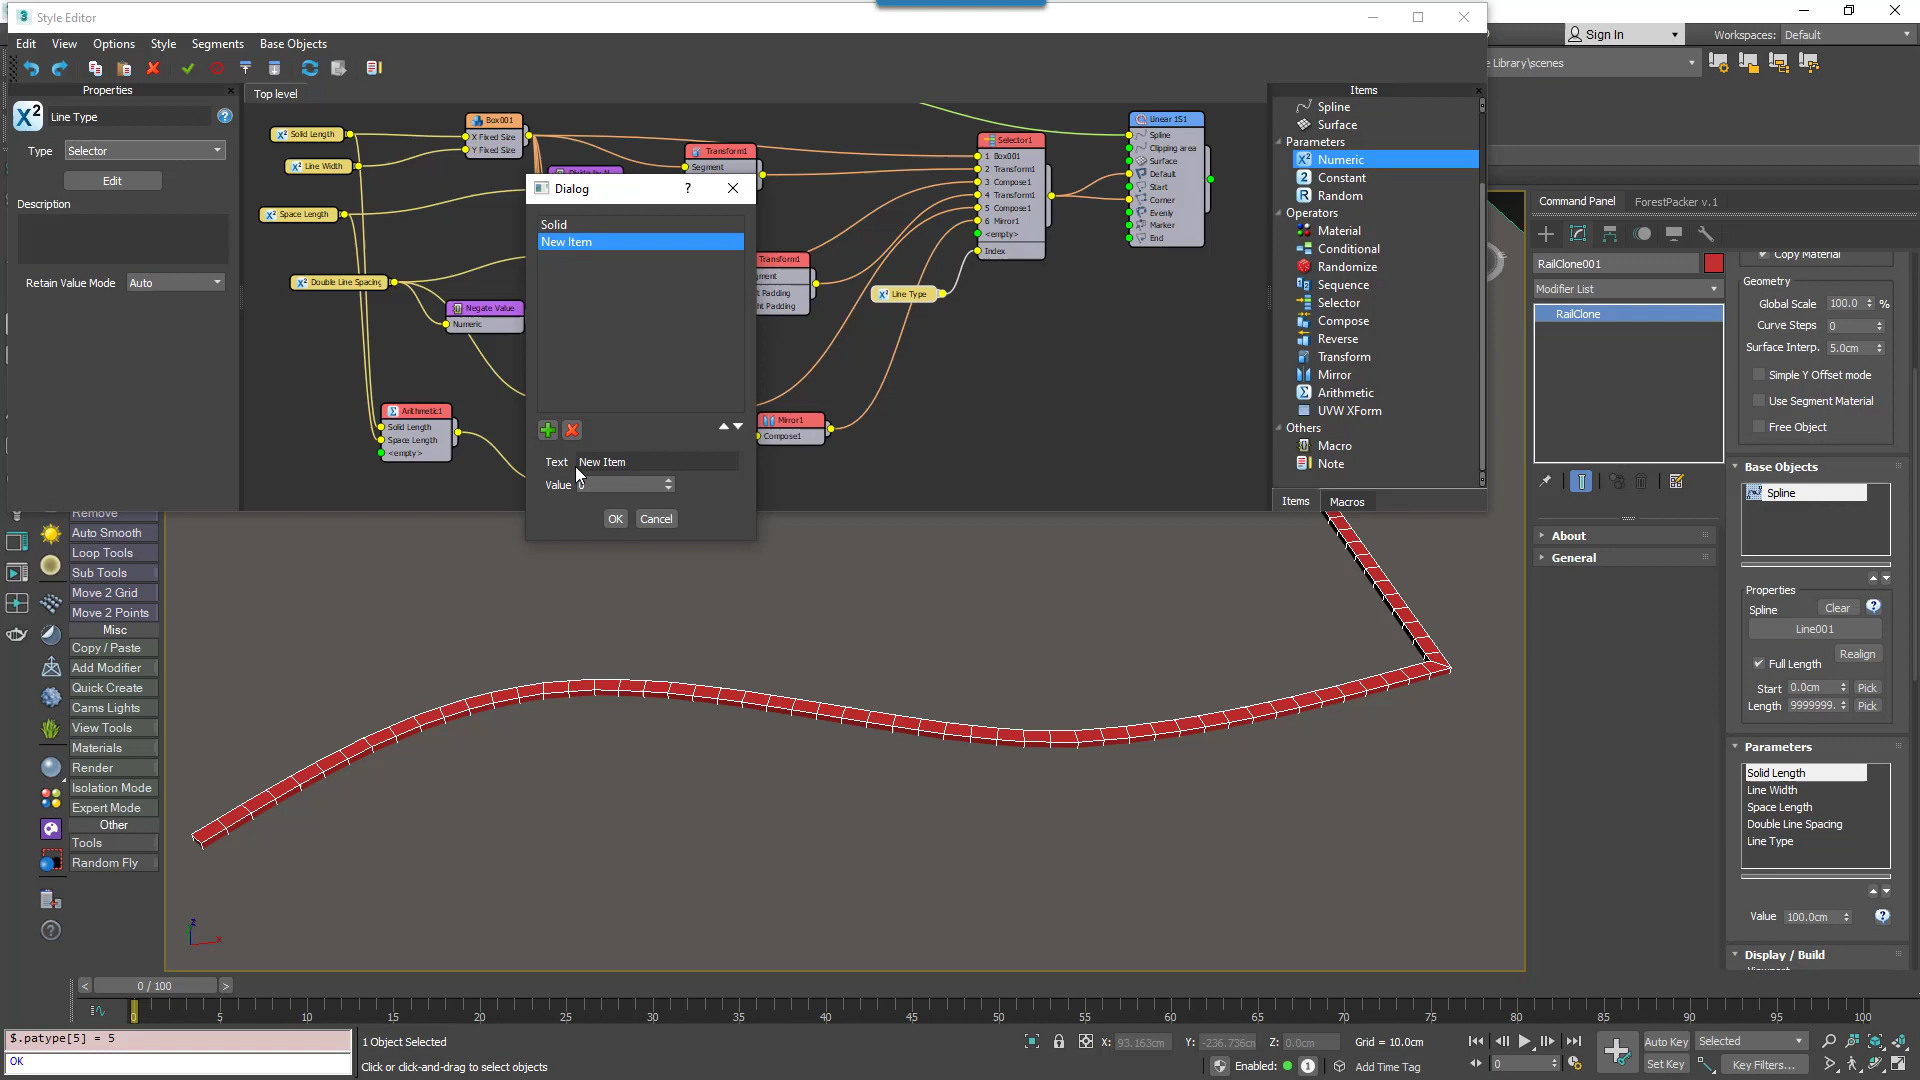 Style Editor
Edit View Options Style Segments Base Objects
Sign In
Workspaces: Default
e Library\scenes
Properties
Top level
Items
X² Line Type
Type Selector
Edit
Description
Retain Value Mode Auto
Solid Length
Line Width
Space Length
Double Line Spacing
Box001
X Fixed Size
Y Fixed Size
Negate Value
Numeric
Arithmetic1
Solid Length
Space Length
<empty>
Transform1
Segment
Transform1
Mirror1
Compose1
Line Type
Selector1
1 Box001
2 Transform1
3 Compose1
4 Transform1
5 Compose1
6 Mirror1
<empty>
Index
Linear 1S1
Spline
Clipping area
Surface
Default
Start
Corner
Evenly
Marker
End
Dialog
Solid
New Item
Text New Item
Value 0
OK Cancel
Spline
Surface
Parameters
Numeric
Constant
Random
Operators
Material
Conditional
Randomize
Sequence
Selector
Compose
Reverse
Transform
Mirror
Arithmetic
UVW XForm
Others
Macro
Note
Items Macros
Command Panel ForestPacker v.1
RailClone001
Modifier List
RailClone
About
General
Copy Material
Geometry
Global Scale 100.0 %
Curve Steps 0
Surface Interp. 5.0cm
Simple Y Offset mode
Use Segment Material
Free Object
Base Objects
Spline
Properties
Spline Clear
Line001
Realign
Full Length
Start 0.0cm Pick
Length 9999999. Pick
Parameters
Solid Length
Line Width
Space Length
Double Line Spacing
Line Type
Value 100.0cm
Display / Build
Remove
Auto Smooth
Loop Tools
Sub Tools
Move 2 Grid
Move 2 Points
Misc
Copy / Paste
Add Modifier
Quick Create
Cams Lights
View Tools
Materials
Render
Isolation Mode
Expert Mode
Other
Tools
Random Fly
z
x
< 0 / 100 >
0 5 10 15 20 25 30 35 40 45 50 55 60 65 70 75 80 85 90 95 100
$.patype[5] = 5
OK
1 Object Selected
Click or click-and-drag to select objects
X: 93.163cm Y: -236.736cm Z: 0.0cm Grid = 10.0cm
Enabled: 1 Add Time Tag
0
Auto Key Selected
Set Key Key Filters...